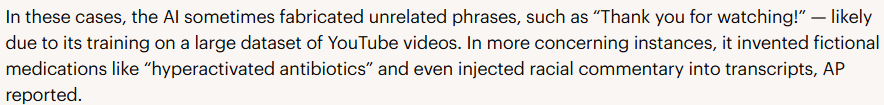 In these cases, the AI sometimes fabricated unrelated phrases, such as “Thank you for watching!” — likely
due to its training on a large dataset of YouTube videos. In more concerning instances, it invented fictional
medications like “hyperactivated antibiotics” and even injected racial commentary into transcripts, AP
reported.